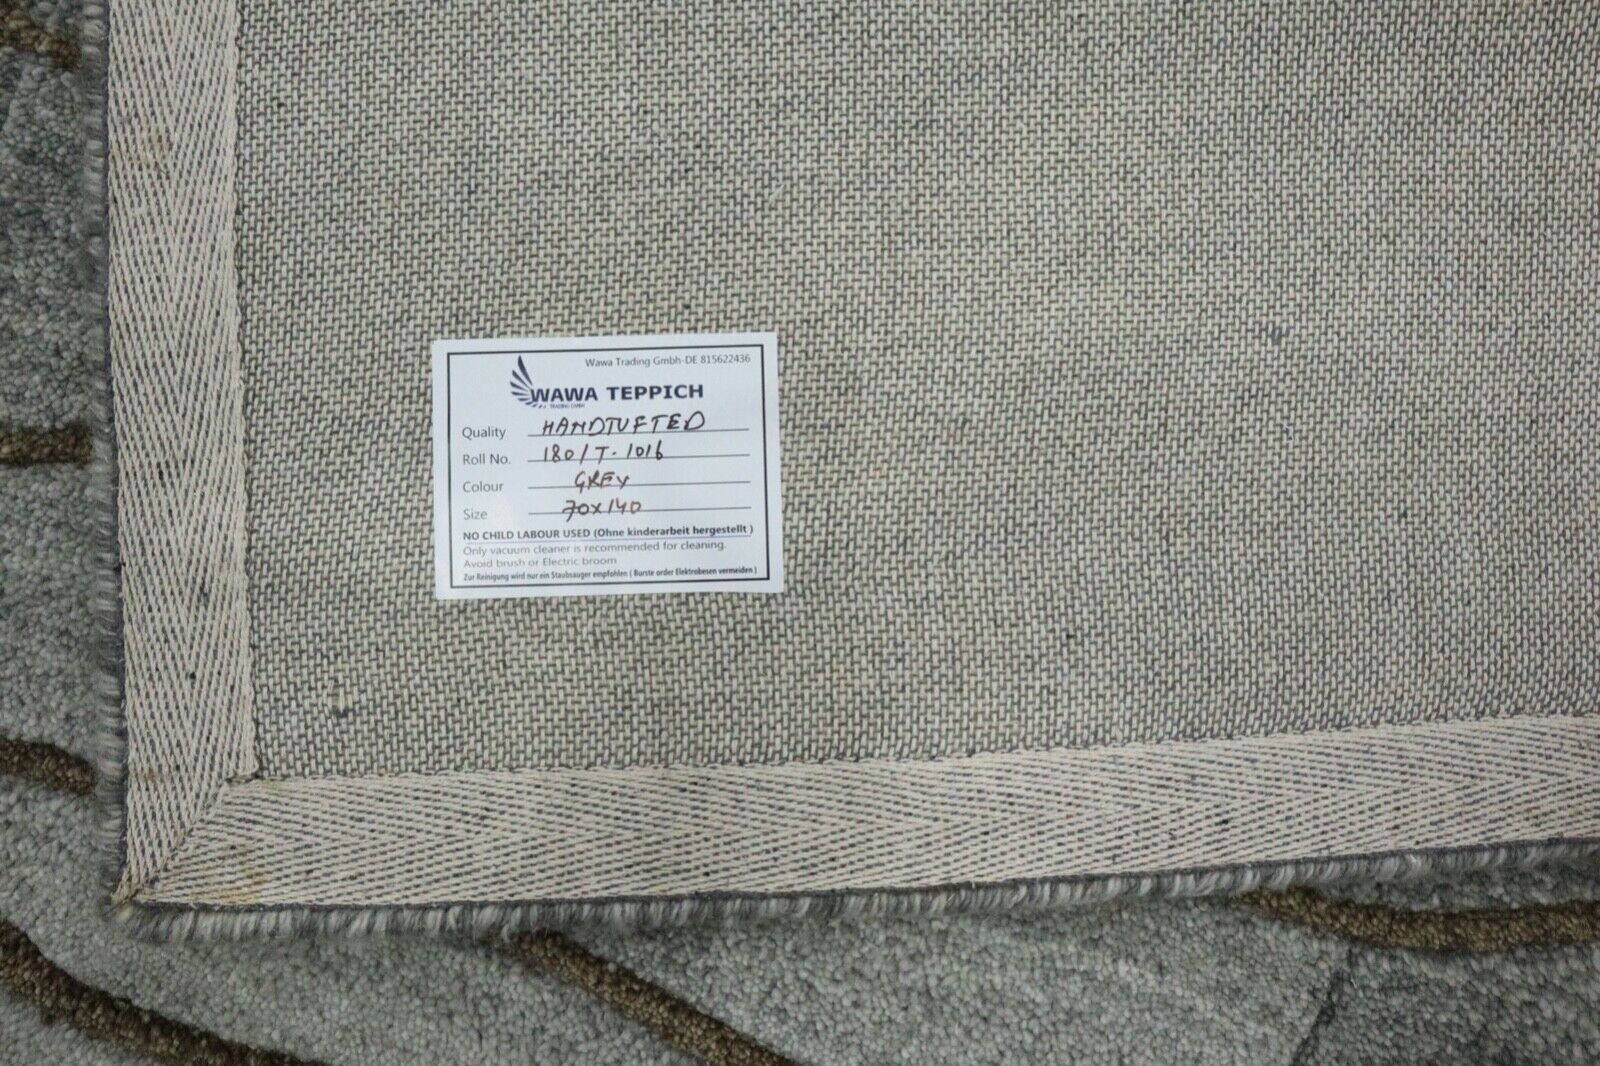 Wawa Trading Gmbh-DE 815622436
WAWA TEPPICH
TRADING GMBH
Quality HANDTUFTED
Roll No. 180/T-1016
Colour GREY
Size 70x140
NO CHILD LABOUR USED (Ohne kinderarbeit hergestellt )
Only vacuum cleaner is recommended for cleaning.
Avoid brush or Electric broom
Zur Reinigung wird nur ein Staubsauger empfohlen ( Burste order Elektrobesen vermeiden )